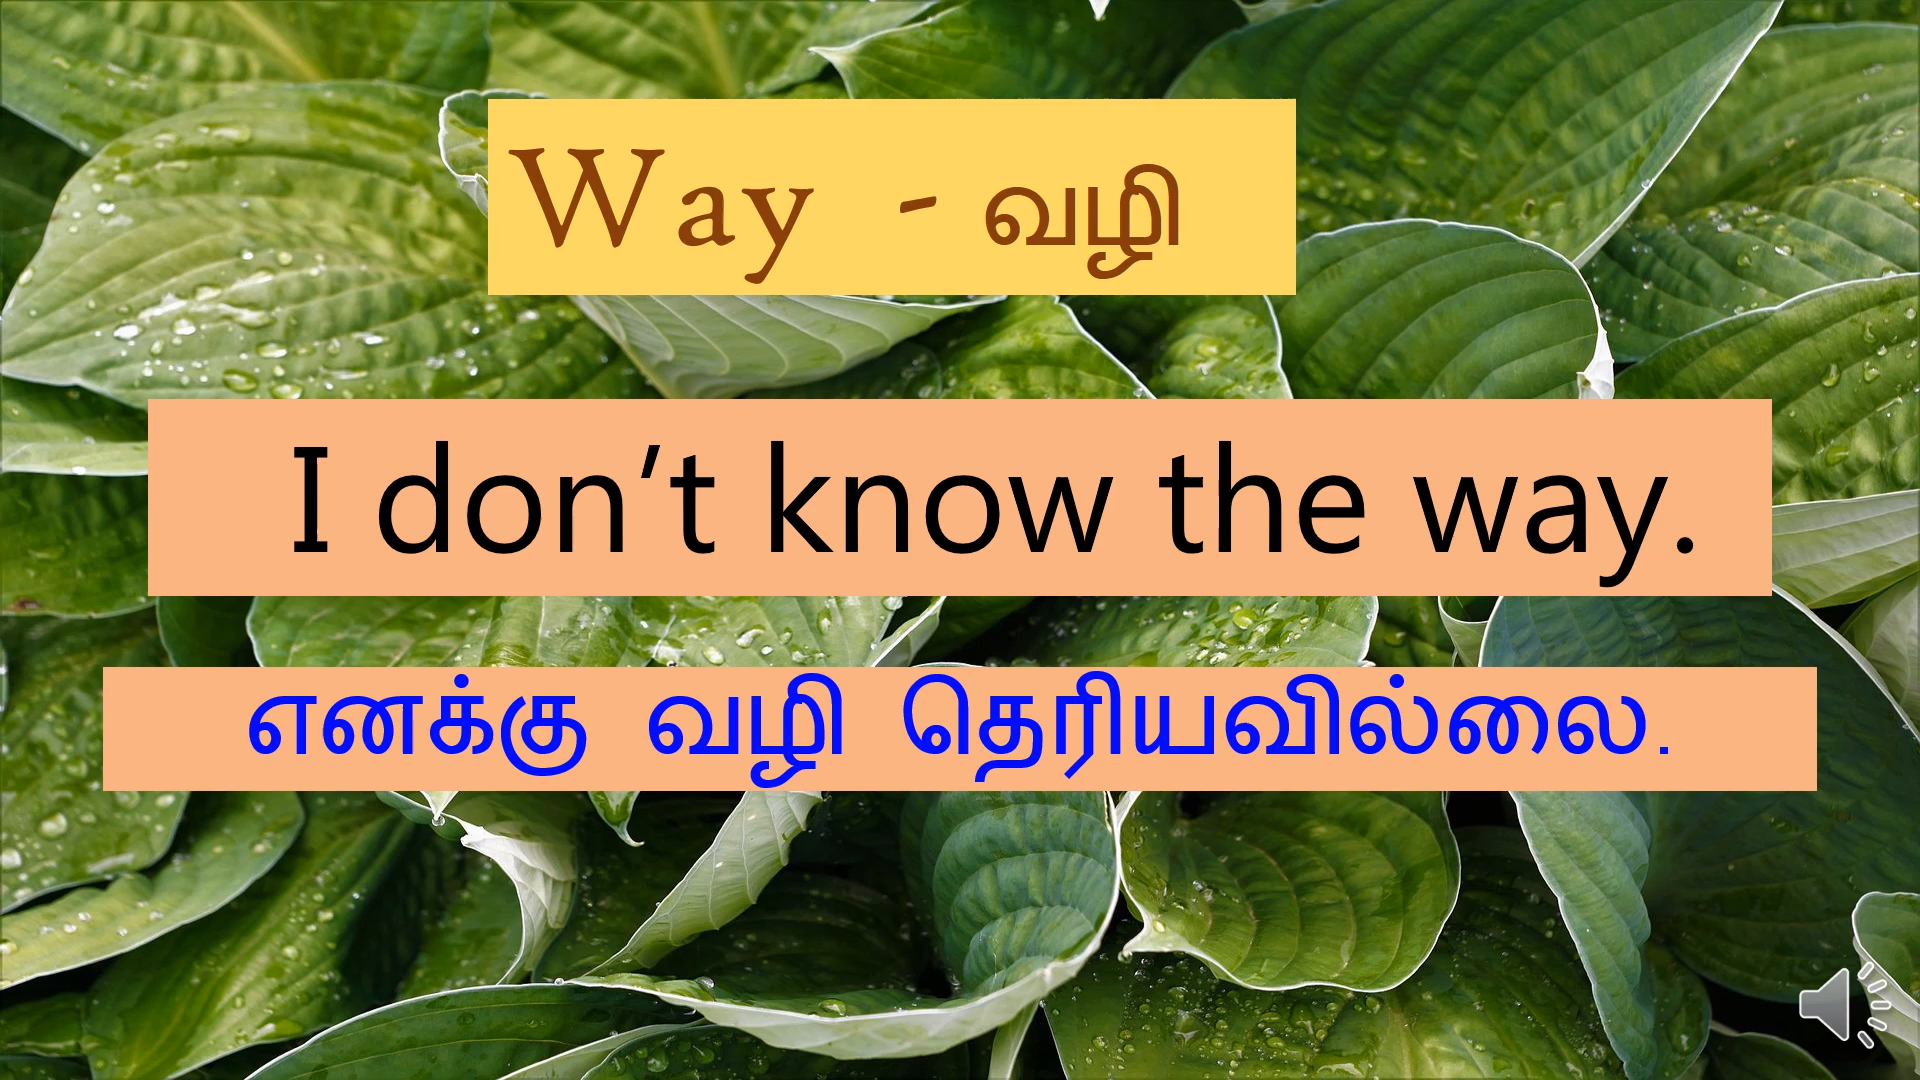 Way - வழி
I don’t know the way.
எனக்கு வழி தெரியவில்லை.